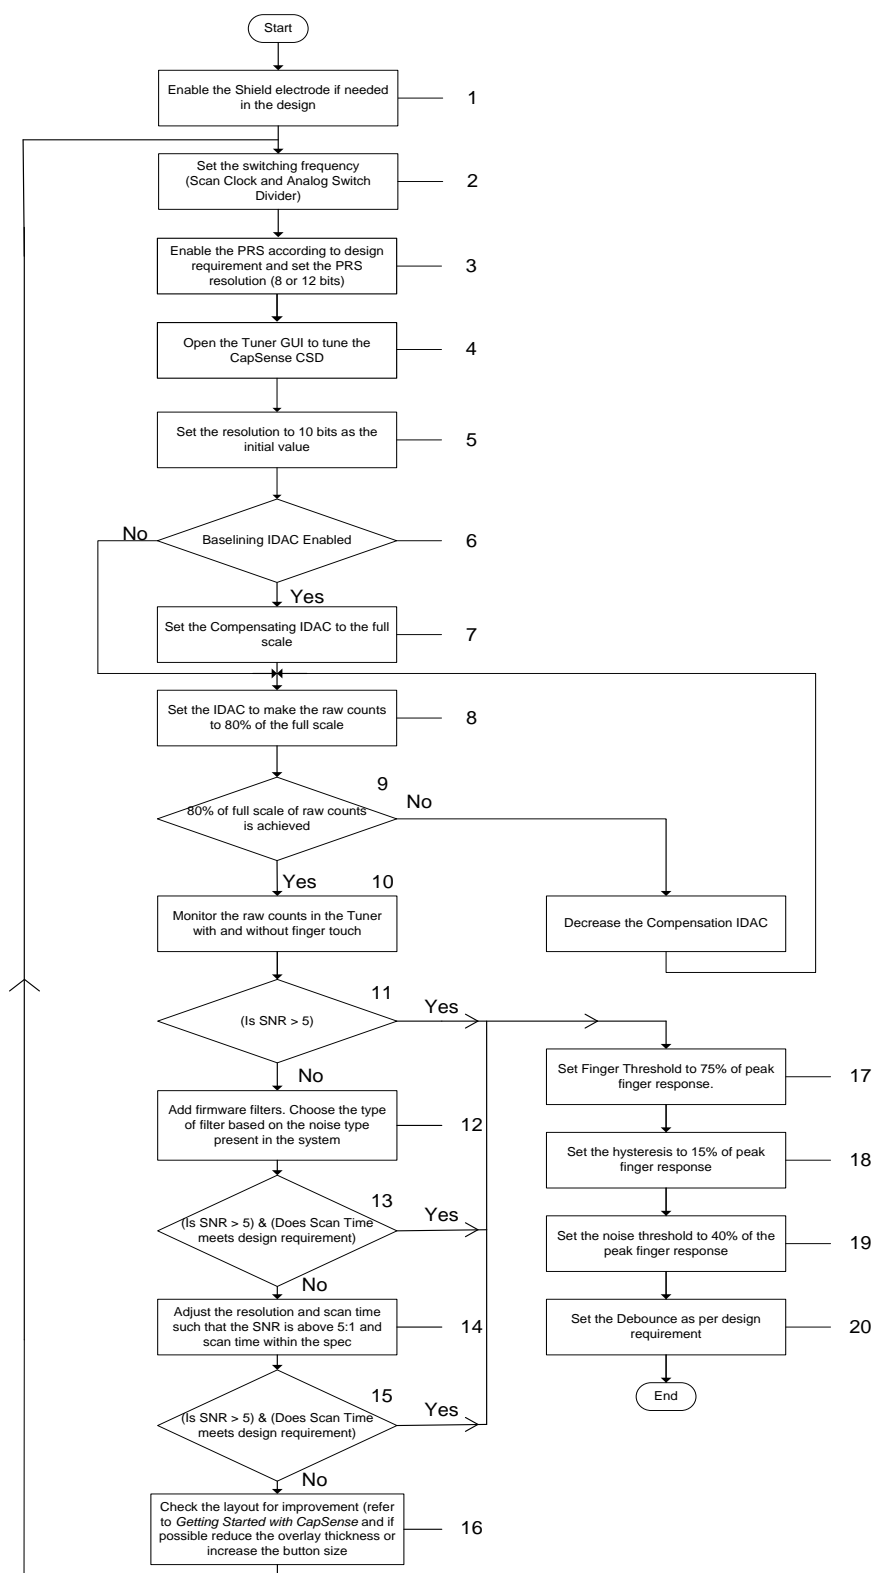 Start
Enable the Shield electrode if needed
in the design
1
Set the switching frequency
(Scan Clock and Analog Switch
Divider)
2
Enable the PRS according to design
requirement and set the PRS
resolution (8 or 12 bits)
3
Open the Tuner GUI to tune the
CapSense CSD
4
Set the resolution to 10 bits as the
initial value
5
No
Baselining IDAC Enabled
6
Yes
Set the Compensating IDAC to the full
scale
7
Set the IDAC to make the raw counts
to 80% of the full scale
8
9
80% of full scale of raw counts
is achieved
No
Yes
10
Monitor the raw counts in the Tuner
with and without finger touch
Decrease the Compensation IDAC
11
(Is SNR > 5)
Yes
No
Add firmware filters. Choose the type
of filter based on the noise type
present in the system
12
13
(Is SNR > 5) & (Does Scan Time
meets design requirement)
Yes
No
Adjust the resolution and scan time
such that the SNR is above 5:1 and
scan time within the spec
14
15
(Is SNR > 5) & (Does Scan Time
meets design requirement)
Yes
No
Check the layout for improvement (refer
to Getting Started with CapSense and if
possible reduce the overlay thickness or
increase the button size
16
Set Finger Threshold to 75% of peak
finger response.
17
Set the hysteresis to 15% of peak
finger response
18
Set the noise threshold to 40% of the
peak finger response
19
Set the Debounce as per design
requirement
20
End